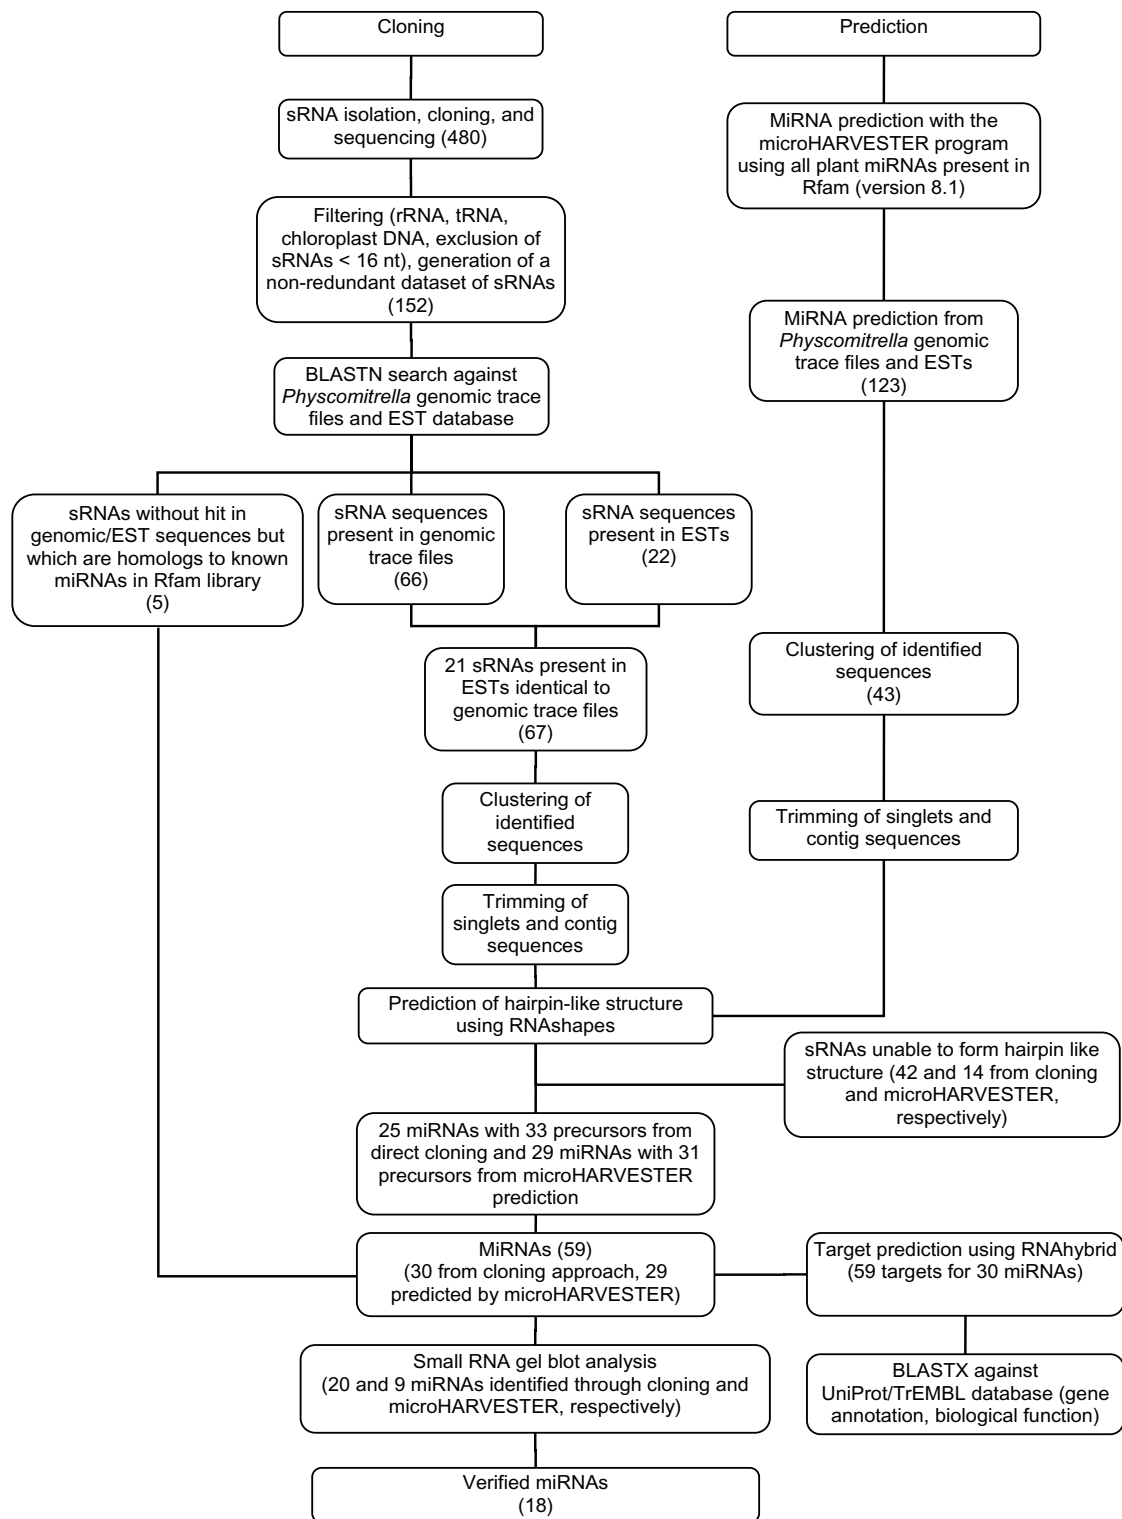 Cloning
Prediction
sRNA isolation, cloning, and
sequencing (480)
MiRNA prediction with the
microHARVESTER program
using all plant miRNAs present in
Rfam (version 8.1)
Filtering (rRNA, tRNA,
chloroplast DNA, exclusion of
sRNAs < 16 nt), generation of a
non-redundant dataset of sRNAs
(152)
MiRNA prediction from
Physcomitrella genomic
trace files and ESTs
(123)
BLASTN search against
Physcomitrella genomic trace
files and EST database
sRNAs without hit in
genomic/EST sequences but
which are homologs to known
miRNAs in Rfam library
(5)
sRNA sequences
present in genomic
trace files
(66)
sRNA sequences
present in ESTs
(22)
21 sRNAs present in
ESTs identical to
genomic trace files
(67)
Clustering of identified
sequences
(43)
Clustering of
identified
sequences
Trimming of singlets and
contig sequences
Trimming of
singlets and contig
sequences
Prediction of hairpin-like structure
using RNAshapes
sRNAs unable to form hairpin like
structure (42 and 14 from cloning
and microHARVESTER,
respectively)
25 miRNAs with 33 precursors from
direct cloning and 29 miRNAs with 31
precursors from microHARVESTER
prediction
MiRNAs (59)
(30 from cloning approach, 29
predicted by microHARVESTER)
Target prediction using RNAhybrid
(59 targets for 30 miRNAs)
Small RNA gel blot analysis
(20 and 9 miRNAs identified through cloning and
microHARVESTER, respectively)
BLASTX against
UniProt/TrEMBL database (gene
annotation, biological function)
Verified miRNAs
(18)